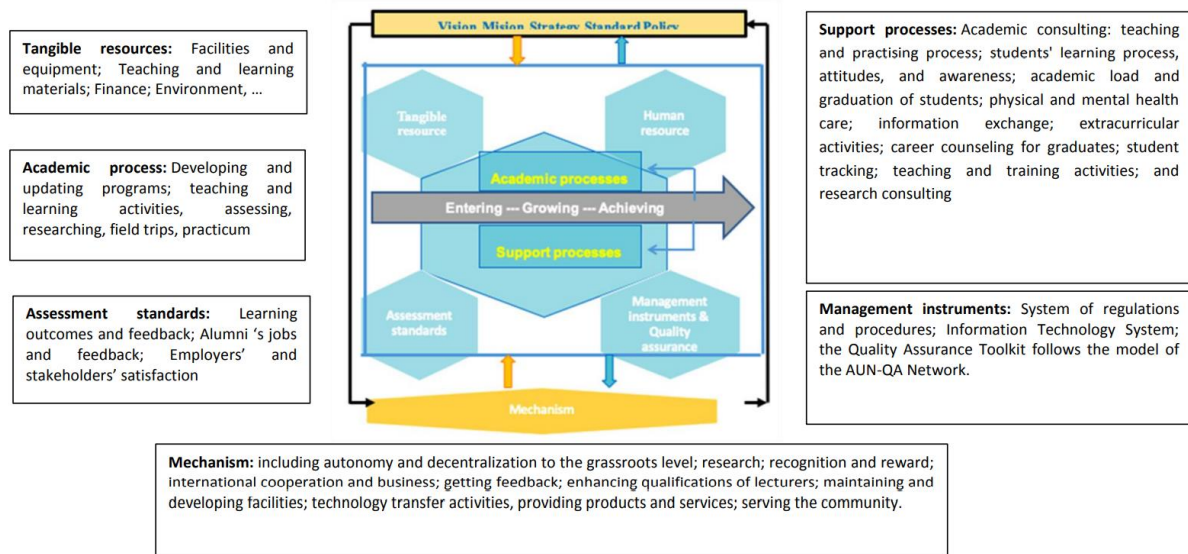 Tangible resources: Facilities and
equipment; Teaching and learning
materials; Finance; Environment, ...
Academic process: Developing and
updating programs; teaching and
learning activities, assessing,
researching, field trips, practicum
Assessment standards: Learning
outcomes and feedback; Alumni 's jobs
and feedback; Employers' and
stakeholders' satisfaction
Vision Mision Strategy Standard Policy
Tangible
resource
Human
resource
Academic processes
Entering --- Growing --- Achieving
Support processes
Assessment
standards
Management
instruments &
Quality
assurance
Mechanism
Support processes: Academic consulting: teaching
and practising process; students' learning process,
attitudes, and awareness; academic load and
graduation of students; physical and mental health
care; information exchange; extracurricular
activities; career counseling for graduates; student
tracking; teaching and training activities; and
research consulting
Management instruments: System of regulations
and procedures; Information Technology System;
the Quality Assurance Toolkit follows the model of
the AUN-QA Network.
Mechanism: including autonomy and decentralization to the grassroots level; research; recognition and reward;
international cooperation and business; getting feedback; enhancing qualifications of lecturers; maintaining and
developing facilities; technology transfer activities, providing products and services; serving the community.